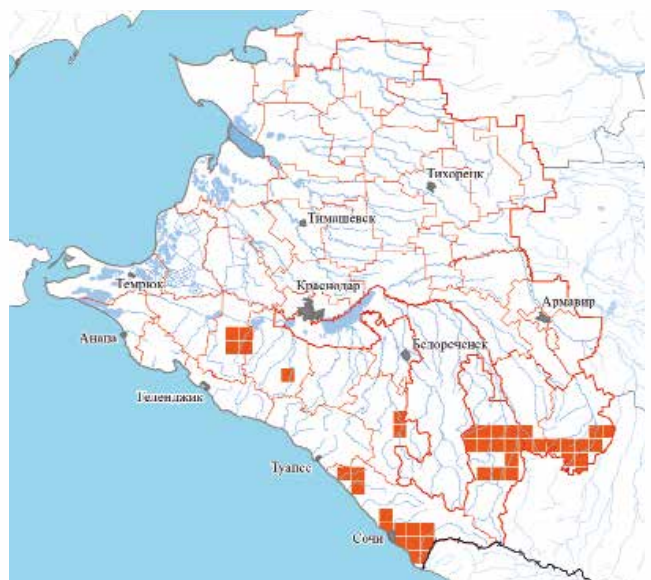 Тихорецк
Тимашевск
Темрюк
Краснодар
Армавир
Анапа
Белореченск
Геленджик
Туапсе
Сочи